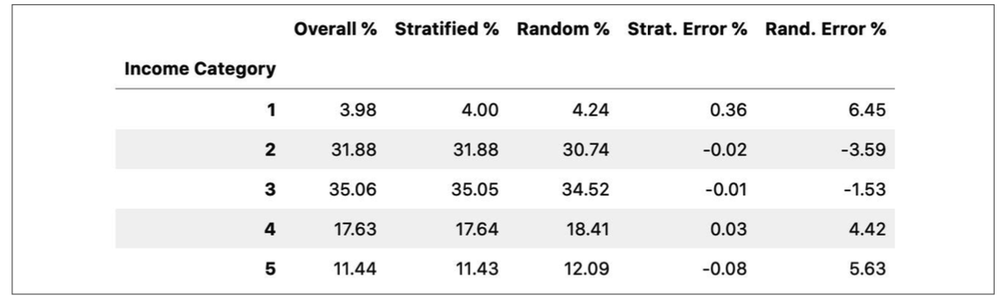 Overall % Stratified % Random % Strat. Error % Rand. Error %
Income Category
1 3.98 4.00 4.24 0.36 6.45
2 31.88 31.88 30.74 -0.02 -3.59
3 35.06 35.05 34.52 -0.01 -1.53
4 17.63 17.64 18.41 0.03 4.42
5 11.44 11.43 12.09 -0.08 5.63